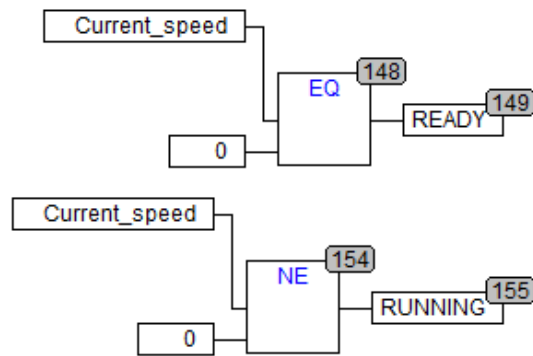 Current_speed
148
EQ
149
READY
0
Current_speed
154
NE
155
RUNNING
0